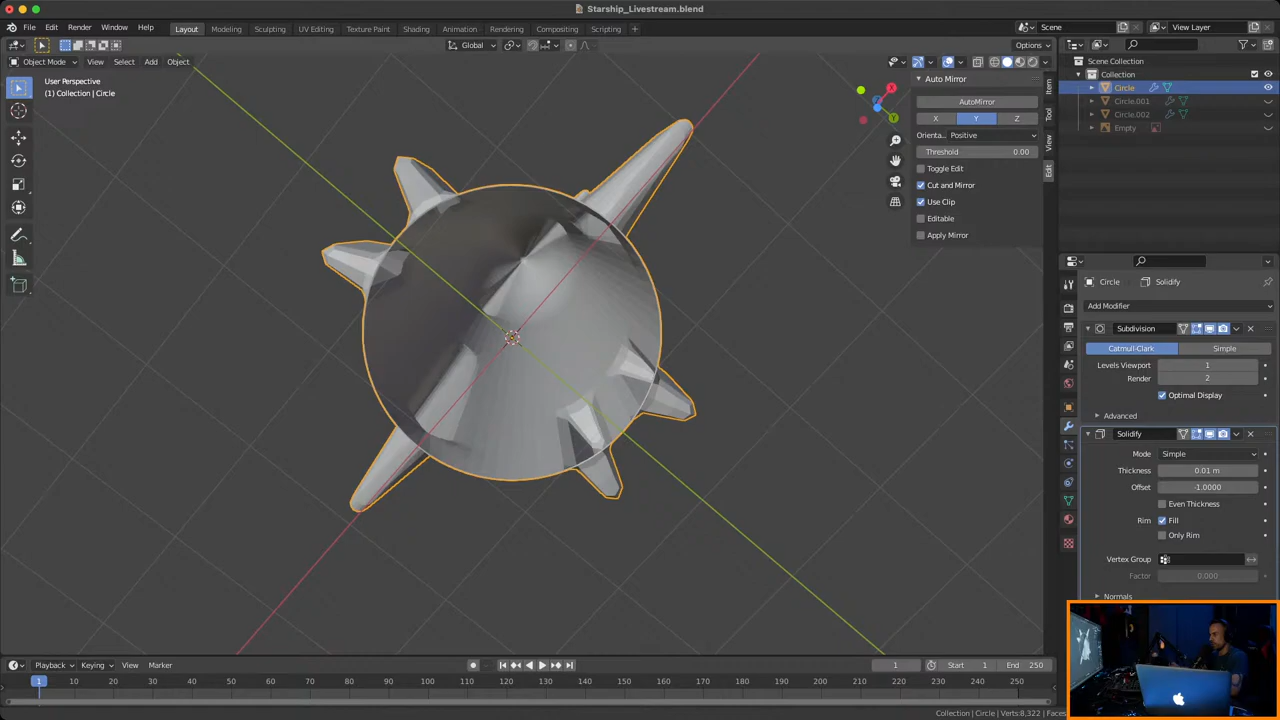 Starship_Livestream.blend
File Edit Render Window Help Layout Modeling Sculpting UV Editing Texture Paint Shading Animation Rendering Compositing Scripting Scene View Layer
Global Options
Object Mode View Select Add Object
User Perspective
(1) Collection | Circle
Auto Mirror
AutoMirror
X Y Z
Orienta.. Positive
Threshold 0.00
Toggle Edit
Cut and Mirror
Use Clip
Editable
Apply Mirror
Item
Tool
View
Edit
X
Y
Scene Collection
Collection
Circle
Circle.001
Circle.002
Empty
Circle Solidify
Add Modifier
Subdivision
Catmull-Clark Simple
Levels Viewport 1
Render 2
Optimal Display
Advanced
Solidify
Mode Simple
Thickness 0.01 m
Offset -1.0000
Even Thickness
Rim Fill
Only Rim
Vertex Group
Factor 0.000
Normals
Playback Keying View Marker 1 Start 1 End 250
1 10 20 30 40 50 60 70 80 90 100 110 120 130 140 150 160 170 180 190 200 210 220 230 240 250
Collection | Circle | Verts:8,322 | Faces